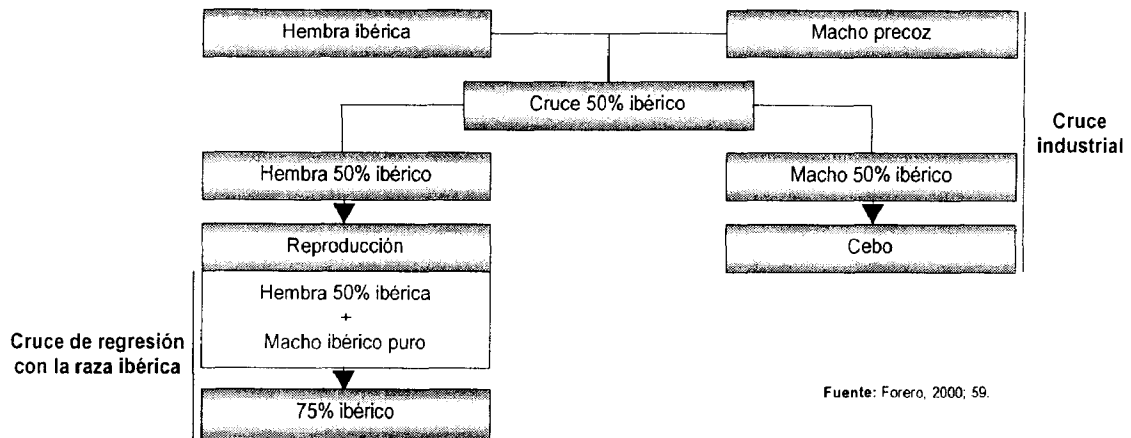 Hembra ibérica
Macho precoz
Cruce 50% ibérico
Cruce
industrial
Hembra 50% ibérico
Macho 50% ibérico
Reproducción
Cebo
Hembra 50% ibérica
+
Macho ibérico puro
Cruce de regresión
con la raza ibérica
75% ibérico
Fuente: Forero, 2000; 59.